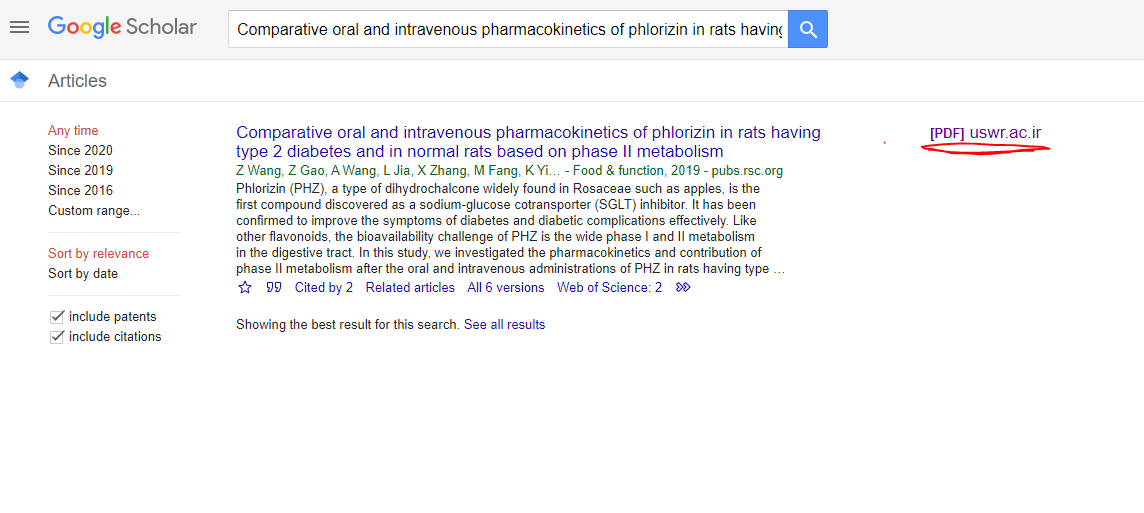 Google Scholar
Comparative oral and intravenous pharmacokinetics of phlorizin in rats having
Articles
Any time
Since 2020
Since 2019
Since 2016
Custom range...
Sort by relevance
Sort by date
include patents
include citations
Comparative oral and intravenous pharmacokinetics of phlorizin in rats having
type 2 diabetes and in normal rats based on phase II metabolism
Z Wang, Z Gao, A Wang, L Jia, X Zhang, M Fang, K Yi… - Food & function, 2019 - pubs.rsc.org
Phlorizin (PHZ), a type of dihydrochalcone widely found in Rosaceae such as apples, is the
first compound discovered as a sodium-glucose cotransporter (SGLT) inhibitor. It has been
confirmed to improve the symptoms of diabetes and diabetic complications effectively. Like
other flavonoids, the bioavailability challenge of PHZ is the wide phase I and II metabolism
in the digestive tract. In this study, we investigated the pharmacokinetics and contribution of
phase II metabolism after the oral and intravenous administrations of PHZ in rats having type …
Cited by 2 Related articles All 6 versions Web of Science: 2
Showing the best result for this search. See all results
[PDF] uswr.ac.ir